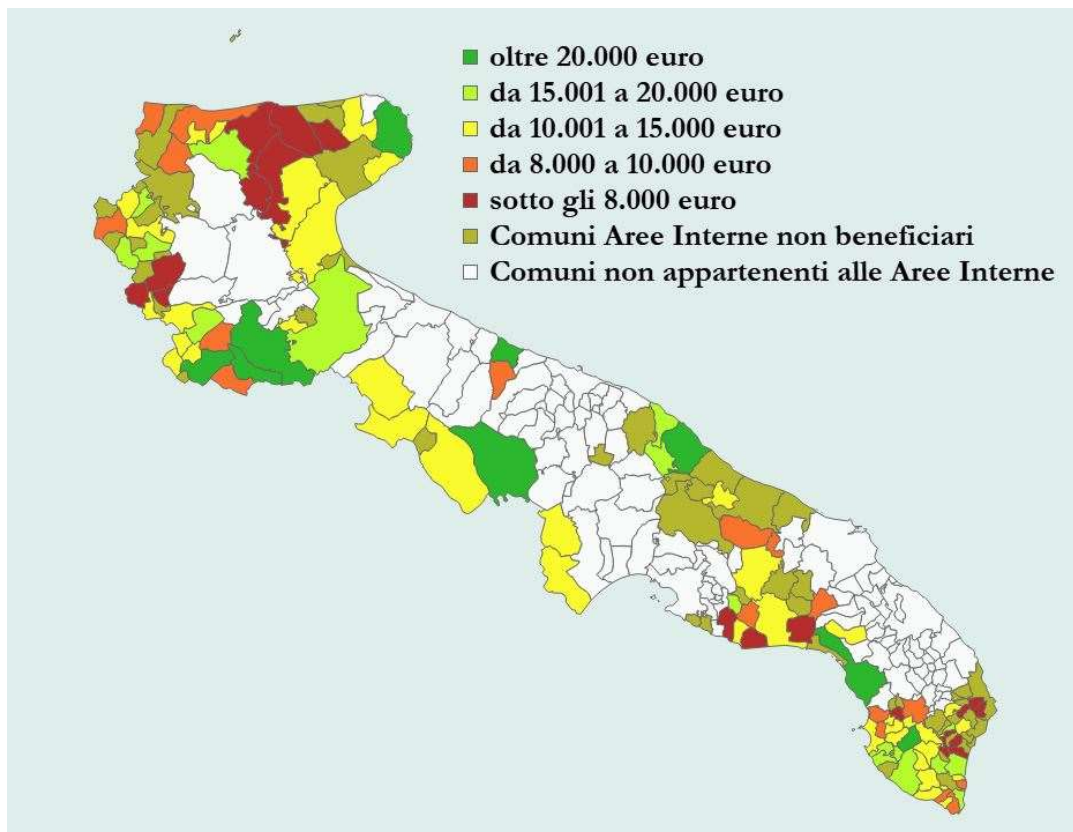 oltre 20.000 euro
da 15.001 a 20.000 euro
da 10.001 a 15.000 euro
da 8.000 a 10.000 euro
sotto gli 8.000 euro
Comuni Aree Interne non beneficiari
Comuni non appartenenti alle Aree Interne